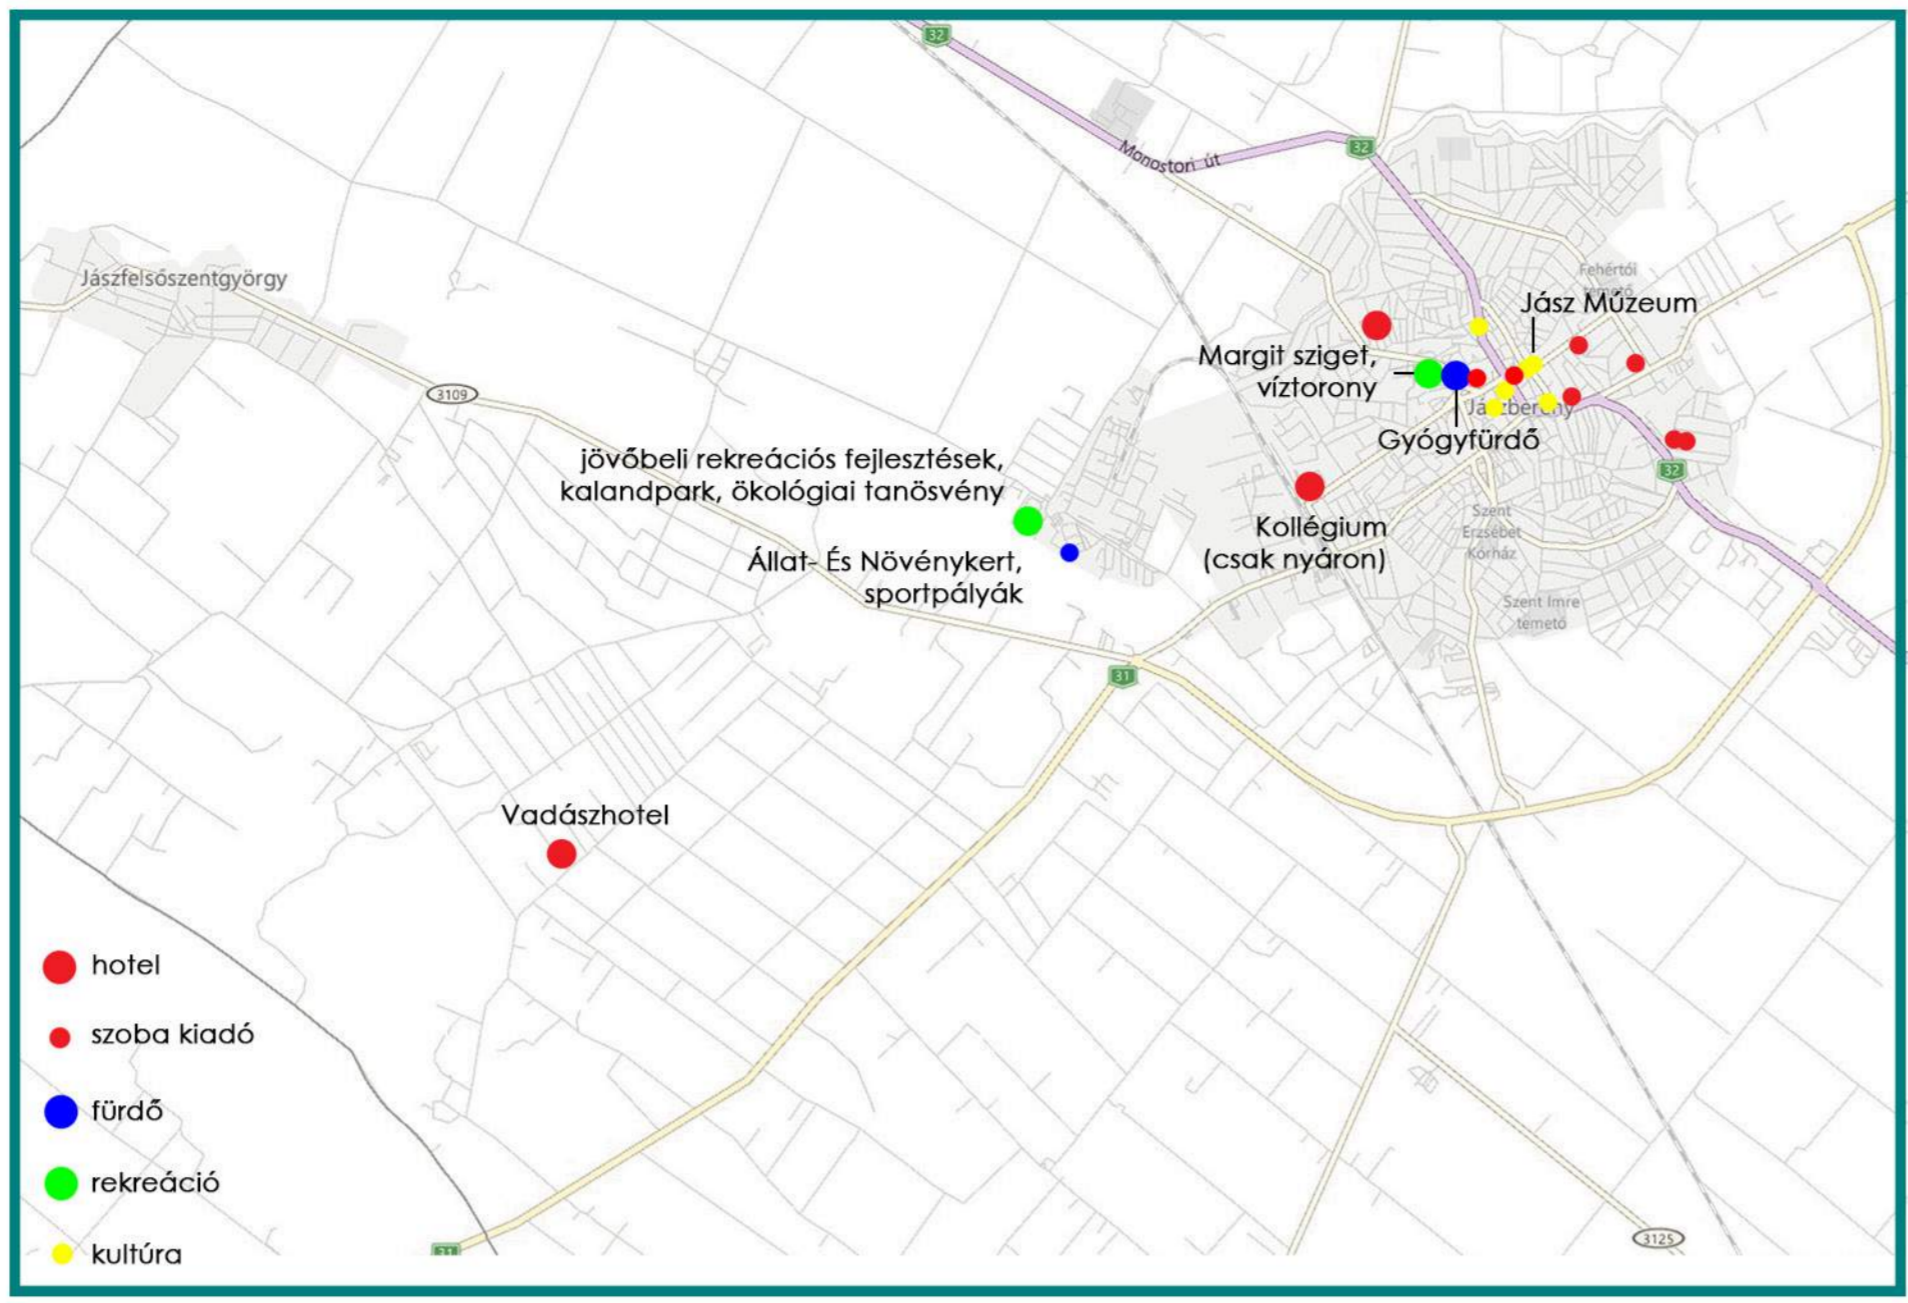 32
32
Monostori út
Jászfelsőszentgyörgy
Fehértói
temető
Jász Múzeum
Margit sziget,
víztorony
3109
Jászberény
Gyógyfürdő
jövőbeli rekreációs fejlesztések,
kalandpark, ökológiai tanösvény
32
Kollégium
(csak nyáron)
Szent
Erzsébet
Kórház
Állat- És Növénykert,
sportpályák
Szent Imre
temető
31
Vadászhotel
hotel
szoba kiadó
fürdő
rekreáció
kultúra
31
3125